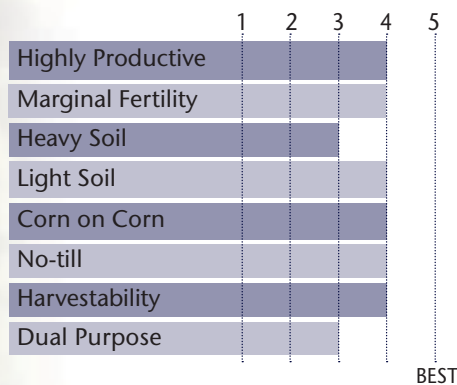 1 2 3 4 5
Highly Productive
Marginal Fertility
Heavy Soil
Light Soil
Corn on Corn
No-till
Harvestability
Dual Purpose
BEST